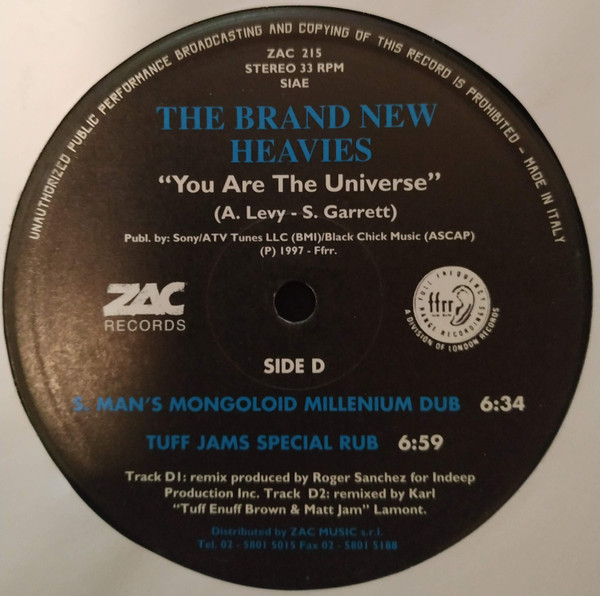 UNAUTHORIZED PUBLIC PERFORMANCE BROADCASTING AND COPYING OF THIS RECORD IS PROHIBITED - MADE IN ITALY
ZAC 215
STEREO 33 RPM
SIAE
THE BRAND NEW
HEAVIES
“You Are The Universe”
(A. Levy - S. Garrett)
Publ. by: Sony/ATV Tunes LLC (BMI)/Black Chick Music (ASCAP)
(P) 1997 - Ffrr.
ZAC
RECORDS
FULL FREQUENCY
RANGE RECORDINGS
ffrr
A DIVISION OF LONDON RECORDS
SIDE D
S. MAN'S MONGOLOID MILLENIUM DUB 6:34
TUFF JAMS SPECIAL RUB 6:59
Track D1: remix produced by Roger Sanchez for Indeep
Production Inc. Track D2: remixed by Karl
“Tuff Enuff Brown & Matt Jam” Lamont.
Distributed by ZAC MUSIC s.r.l.
Tel. 02 - 5801 5015 Fax 02 - 5801 5188